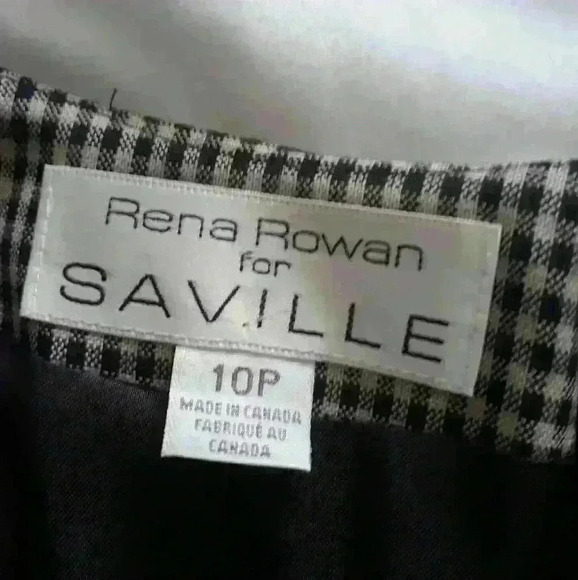 Rena Rowan
for
SAVILLE
10P
MADE IN CANADA
FABRIQUÉ AU
CANADA